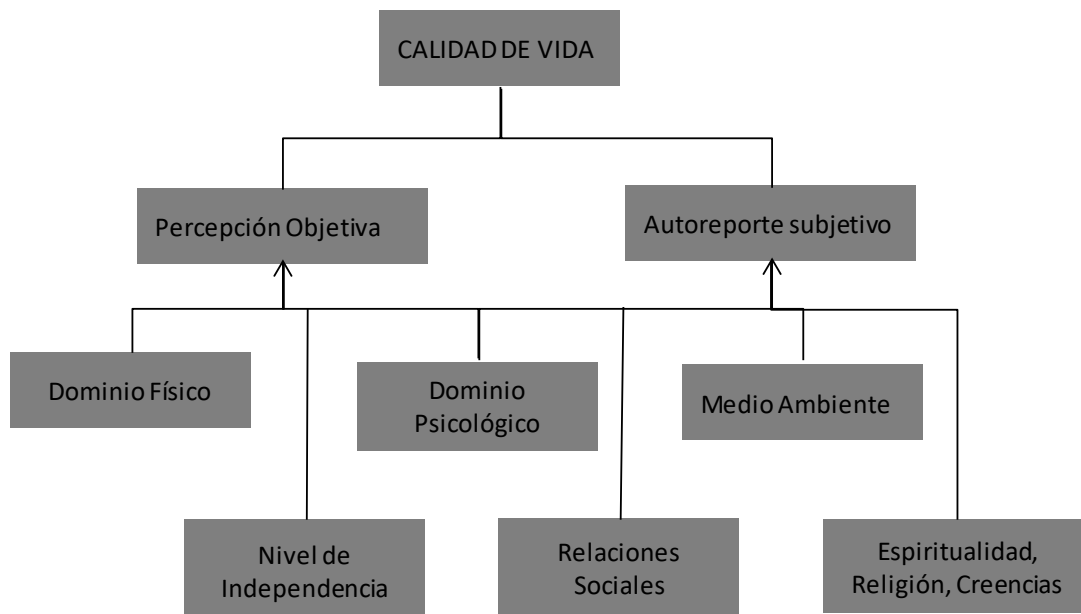 CALIDAD DE VIDA
Percepción Objetiva
Autoreporte subjetivo
Dominio Físico
Dominio
Psicológico
Medio Ambiente
Nivel de
Independencia
Relaciones
Sociales
Espiritualidad,
Religión, Creencias